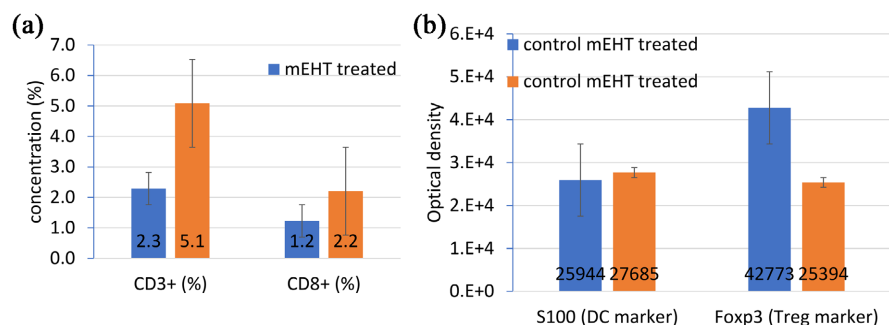 (a)
7.0
6.0
5.0
4.0
3.0
2.0
1.0
0.0
concentration (%)
mEHT treated
2.3
5.1
1.2
2.2
CD3+ (%)
CD8+ (%)
(b)
6.E+4
5.E+4
4.E+4
3.E+4
2.E+4
1.E+4
0.E+0
Optical density
control mEHT treated
control mEHT treated
25944
27685
42773
25394
S100 (DC marker)
Foxp3 (Treg marker)